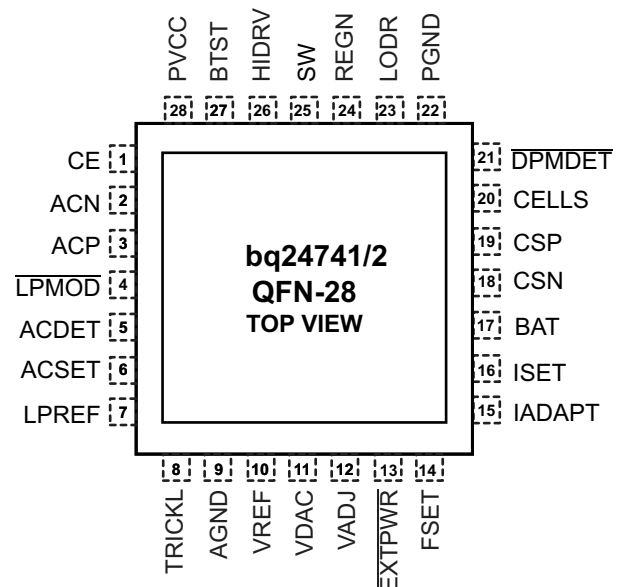 PVCC BTST HIDRV SW REGN LODR PGND
28 27 26 25 24 23 22
CE 1
ACN 2
ACP 3
LPMOD 4
ACDET 5
ACSET 6
LPREF 7
bq24741/2
QFN-28
TOP VIEW
21 DPMDET
20 CELLS
19 CSP
18 CSN
17 BAT
16 ISET
15 IADAPT
8 9 10 11 12 13 14
TRICKL AGND VREF VDAC VADJ EXTPWR FSET